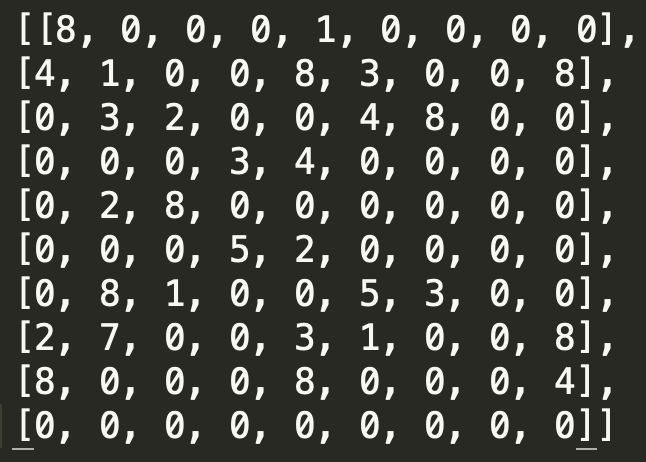 [[8, 0, 0, 0, 1, 0, 0, 0, 0],
[4, 1, 0, 0, 8, 3, 0, 0, 8],
[0, 3, 2, 0, 0, 4, 8, 0, 0],
[0, 0, 0, 3, 4, 0, 0, 0, 0],
[0, 2, 8, 0, 0, 0, 0, 0, 0],
[0, 0, 0, 5, 2, 0, 0, 0, 0],
[0, 8, 1, 0, 0, 5, 3, 0, 0],
[2, 7, 0, 0, 3, 1, 0, 0, 8],
[8, 0, 0, 0, 8, 0, 0, 0, 4],
[0, 0, 0, 0, 0, 0, 0, 0, 0]]